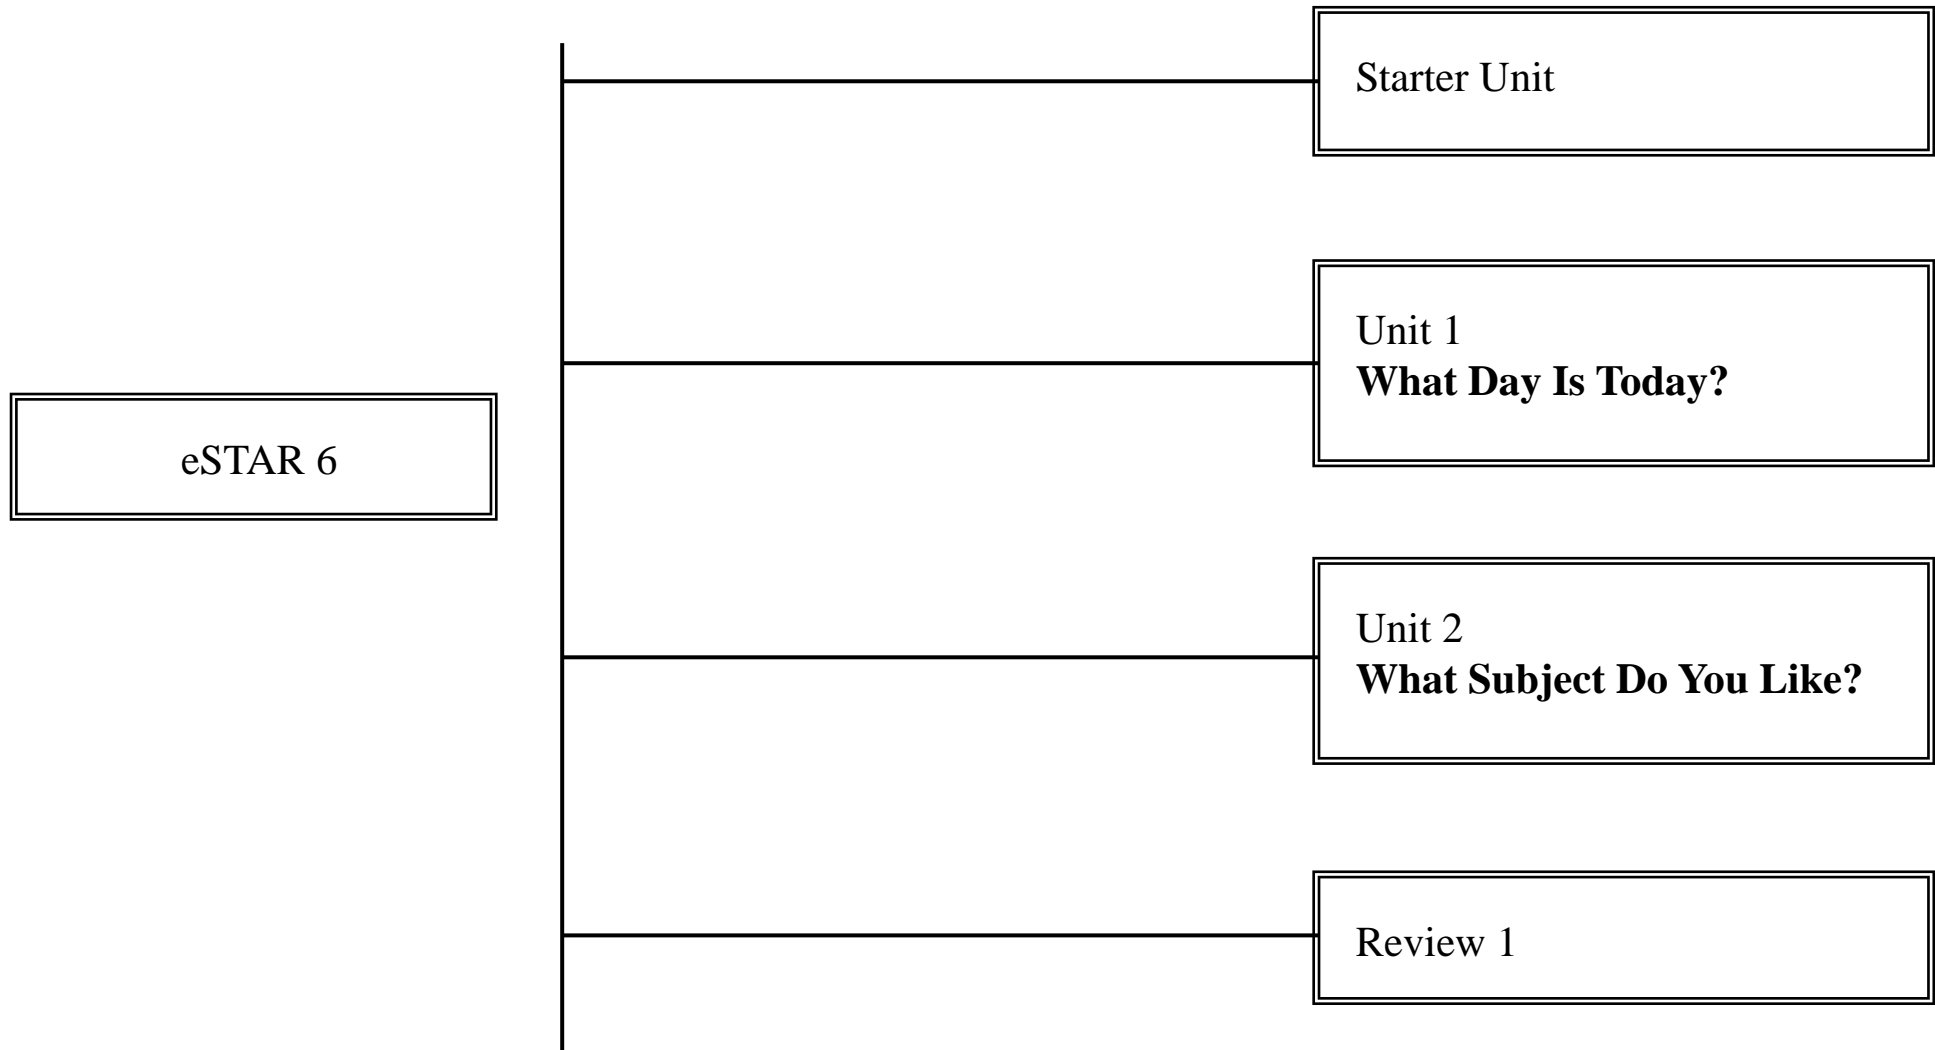 Starter Unit
Unit 1
What Day Is Today?
eSTAR 6
Unit 2
What Subject Do You Like?
Review 1